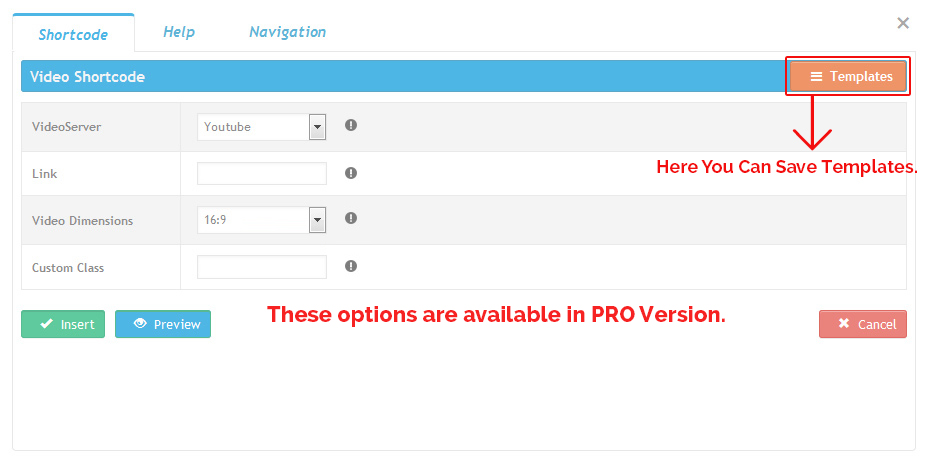 Shortcode Help Navigation
Video Shortcode Templates
VideoServer Youtube
Here You Can Save Templates.
Link
Video Dimensions 16:9
Custom Class
Insert Preview These options are available in PRO Version. Cancel